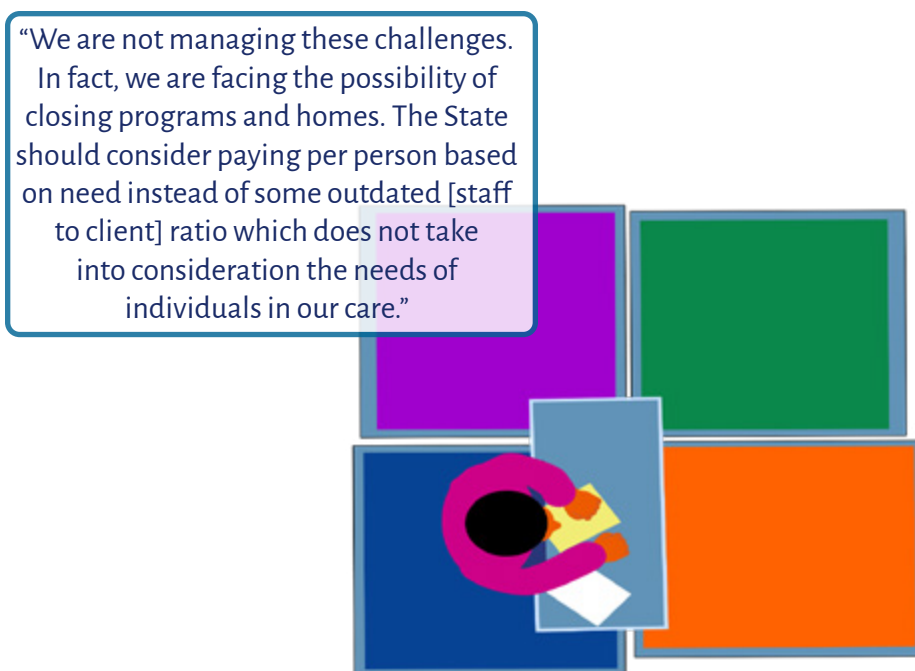 “We are not managing these challenges.
In fact, we are facing the possibility of
closing programs and homes. The State
should consider paying per person based
on need instead of some outdated [staff
to client] ratio which does not take
into consideration the needs of
individuals in our care.”